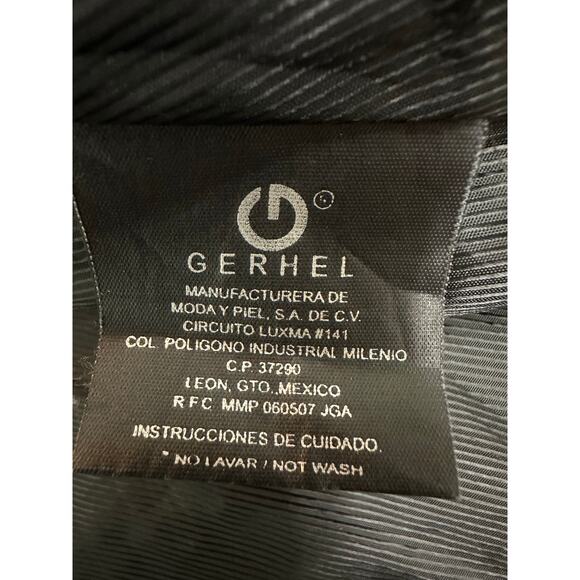 GERHEL
MANUFACTURERA DE
MODA Y PIEL, S.A. DE C.V.
CIRCUITO LUXMA #141
COL. POLIGONO INDUSTRIAL MILENIO
C.P. 37290
LEON, GTO.,MEXICO
R F C MMP 060507 JGA
INSTRUCCIONES DE CUIDADO.
* NO LAVAR / NOT WASH